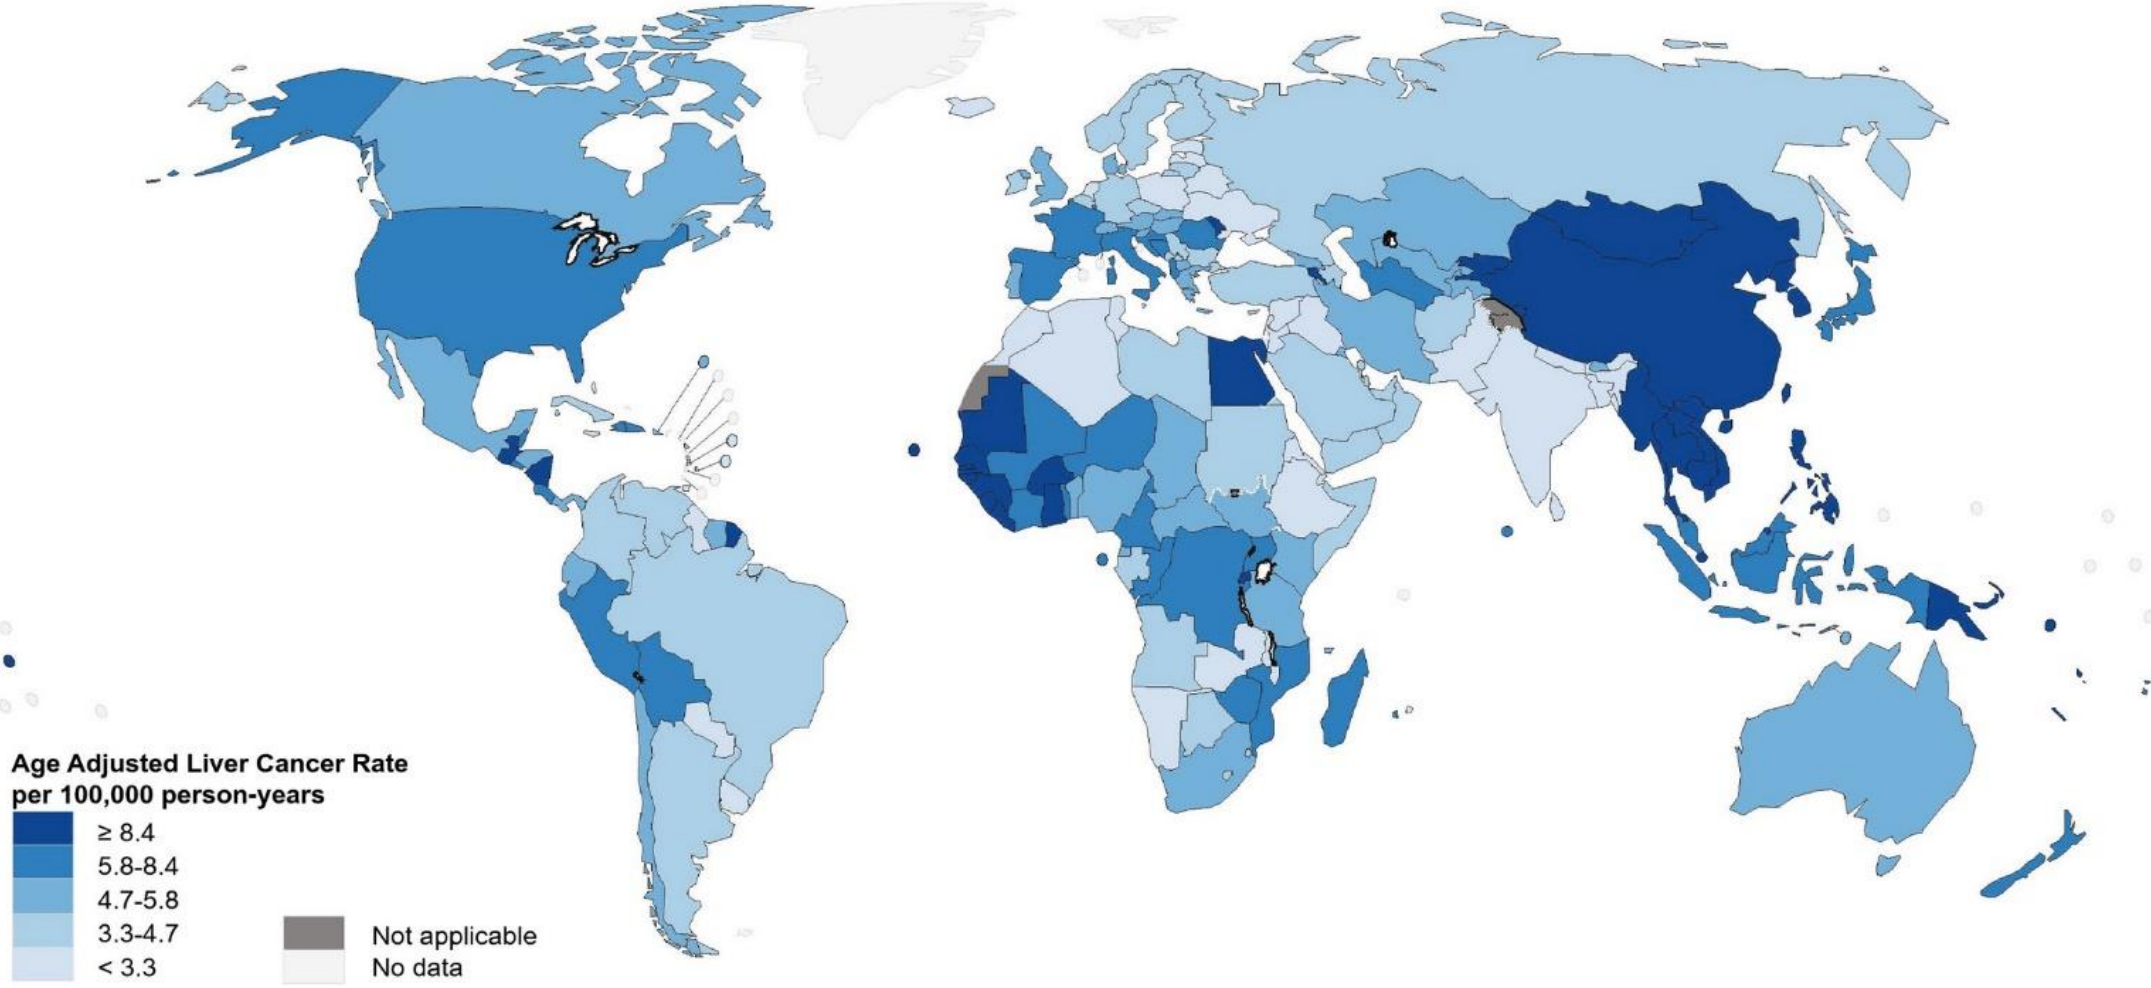 Age Adjusted Liver Cancer Rate
per 100,000 person-years
≥ 8.4
5.8-8.4
4.7-5.8
3.3-4.7
< 3.3
Not applicable
No data